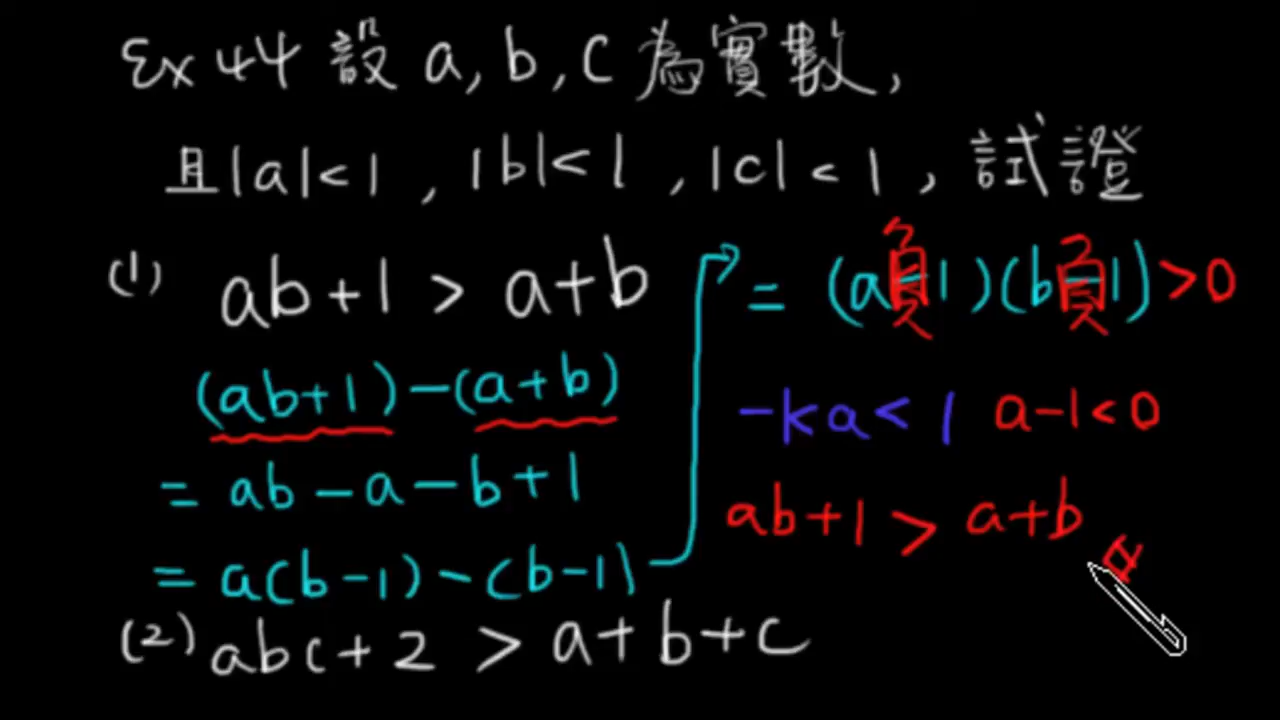 Ex 44 設 a, b, c 為實數,
且|a|<1, |b|<1, |c|<1, 試證
(1) ab+1 > a+b
(ab+1)-(a+b)
= ab-a-b+1
= a(b-1)-(b-1)
= (a-1)(b-1)>0
負 負
-1<a<1 a-1<0
ab+1 > a+b
(2) abc+2 > a+b+c